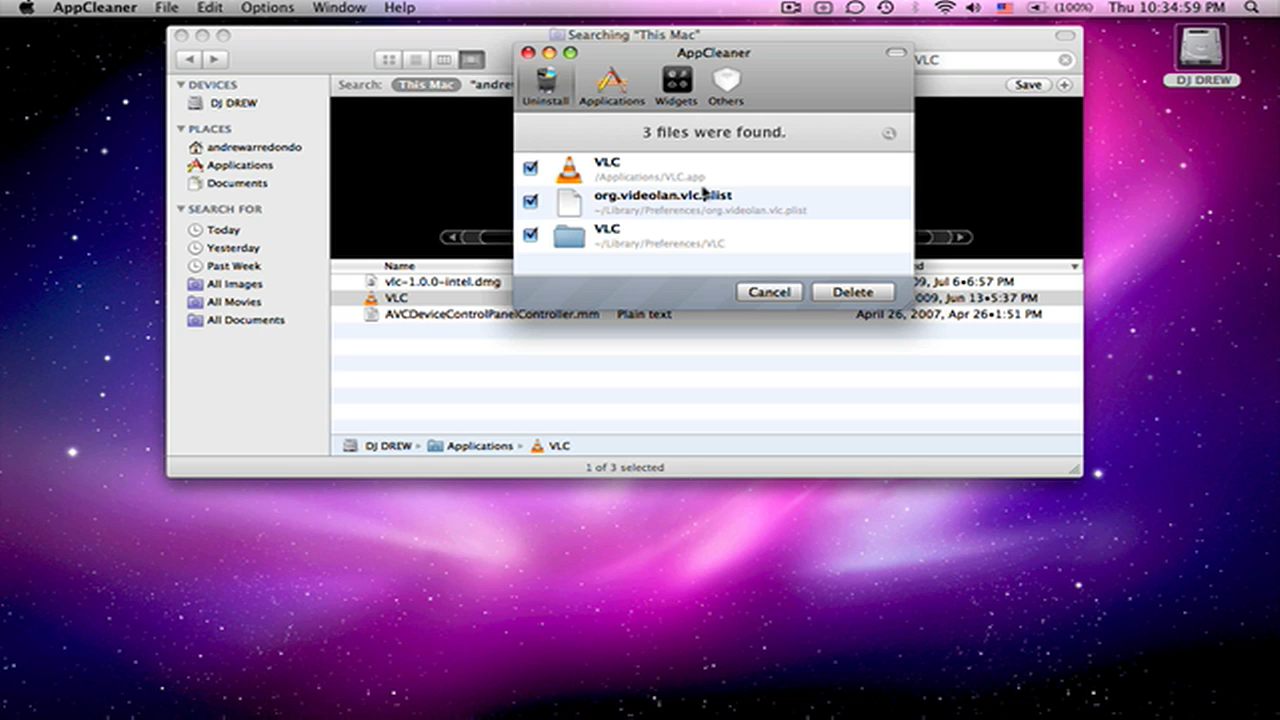 AppCleaner File Edit Options Window Help (100%) Thu 10:34:59 PM
Searching "This Mac"
AppCleaner
VLC
Search: This Mac "andre
Save
Uninstall Applications Widgets Others
3 files were found.
VLC
/Applications/VLC.app
org.videolan.vlc.plist
~/Library/Preferences/org.videolan.vlc.plist
VLC
~/Library/Preferences/VLC
Cancel Delete
DEVICES
DJ DREW
PLACES
andrewarredondo
Applications
Documents
SEARCH FOR
Today
Yesterday
Past Week
All Images
All Movies
All Documents
Name
vlc-1.0.0-intel.dmg 09, Jul 6•6:57 PM
VLC 009, Jun 13•5:37 PM
AVCDeviceControlPanelController.mm Plain text April 26, 2007, Apr 26•1:51 PM
DJ DREW Applications VLC
1 of 3 selected
DJ DREW